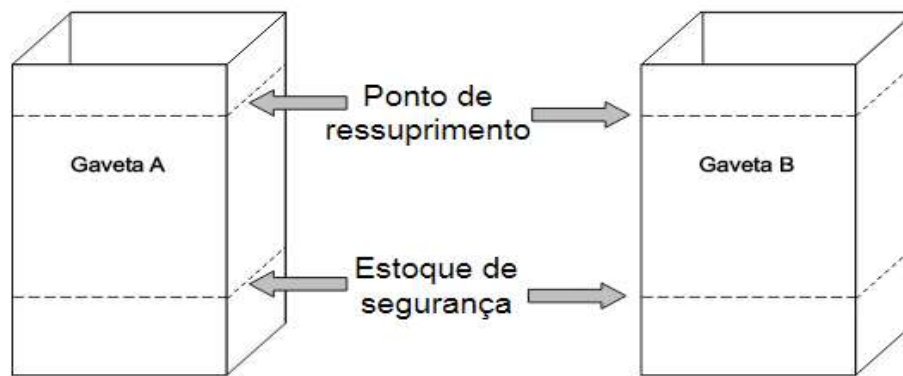 Ponto de
ressuprimento
Gaveta A
Gaveta B
Estoque de
segurança